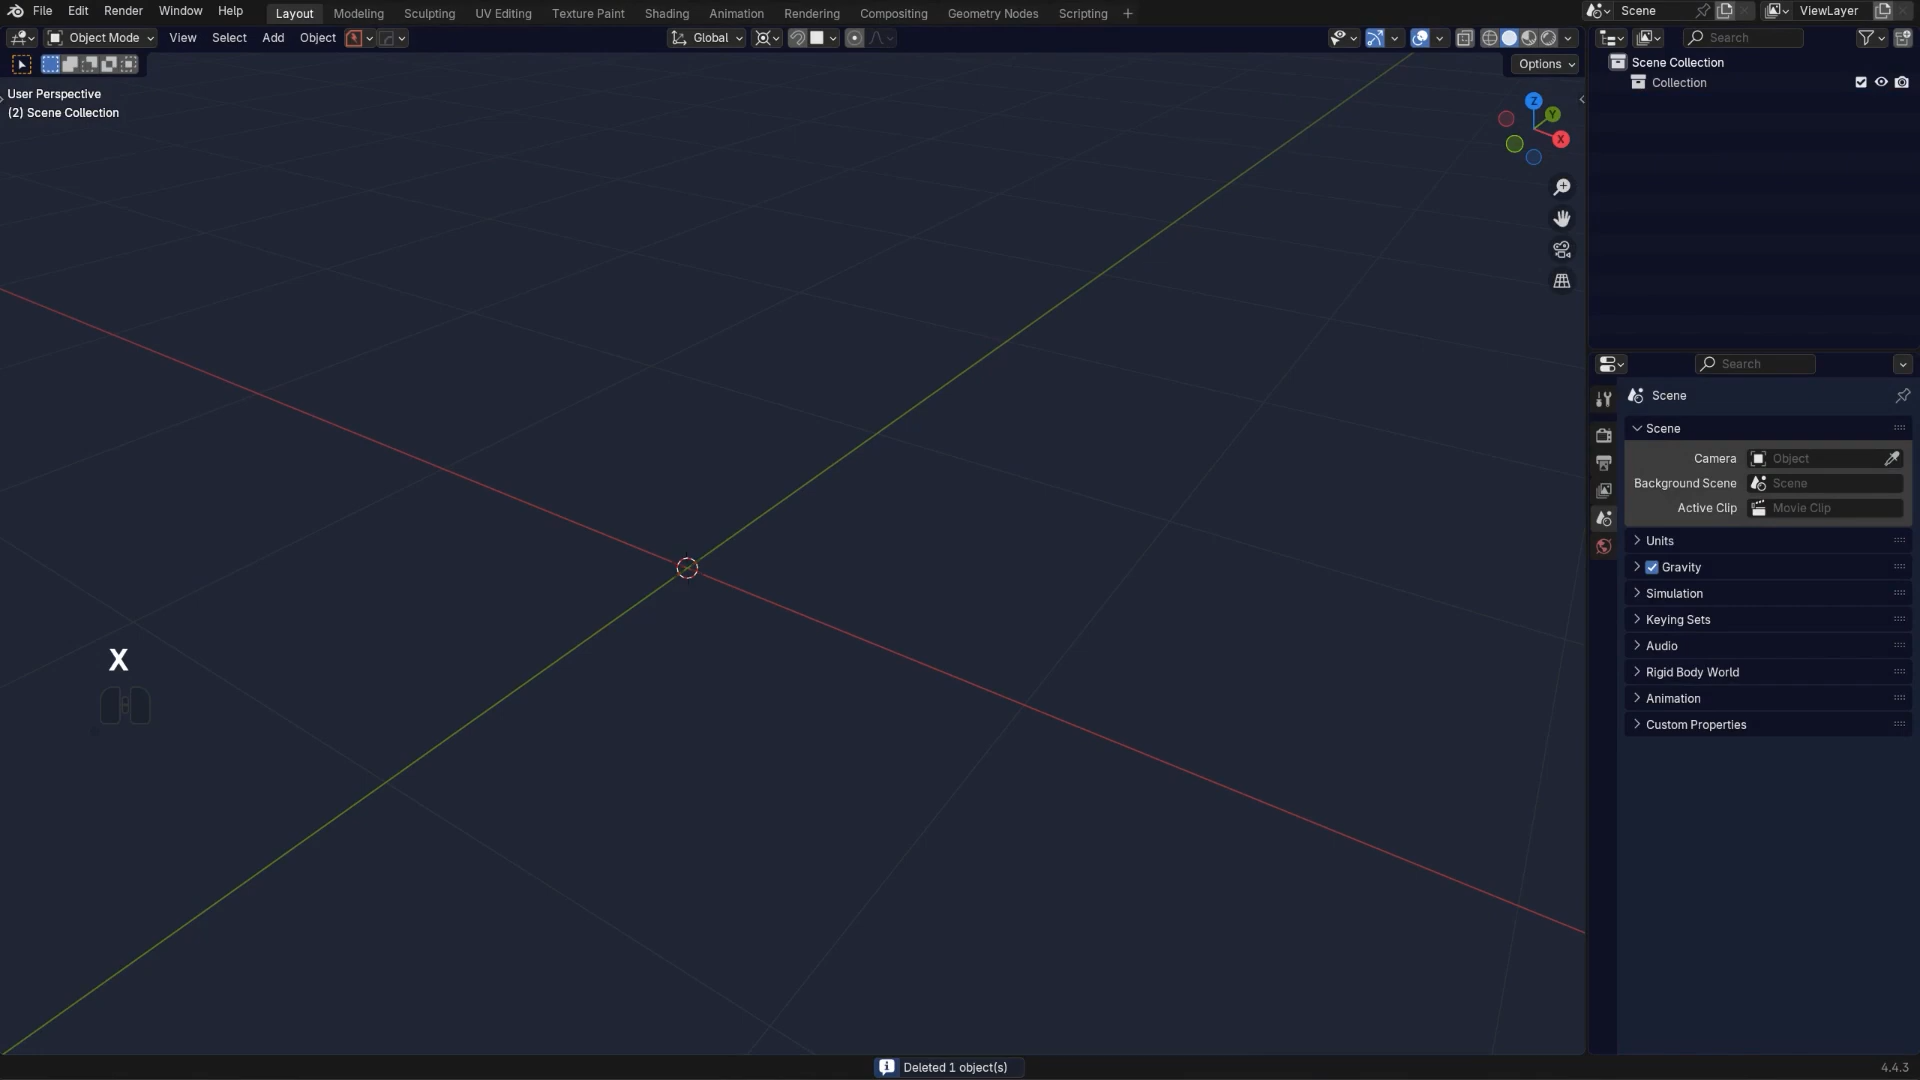 File Edit Render Window Help Layout Modeling Sculpting UV Editing Texture Paint Shading Animation Rendering Compositing Geometry Nodes Scripting + Scene ViewLayer
Object Mode View Select Add Object Global Search
Options
User Perspective
(2) Scene Collection
Z
Y
X
Scene Collection
Collection
Search
Scene
Scene
Camera Object
Background Scene Scene
Active Clip Movie Clip
Units
Gravity
Simulation
Keying Sets
Audio
Rigid Body World
Animation
Custom Properties
X
Deleted 1 object(s)
4.4.3